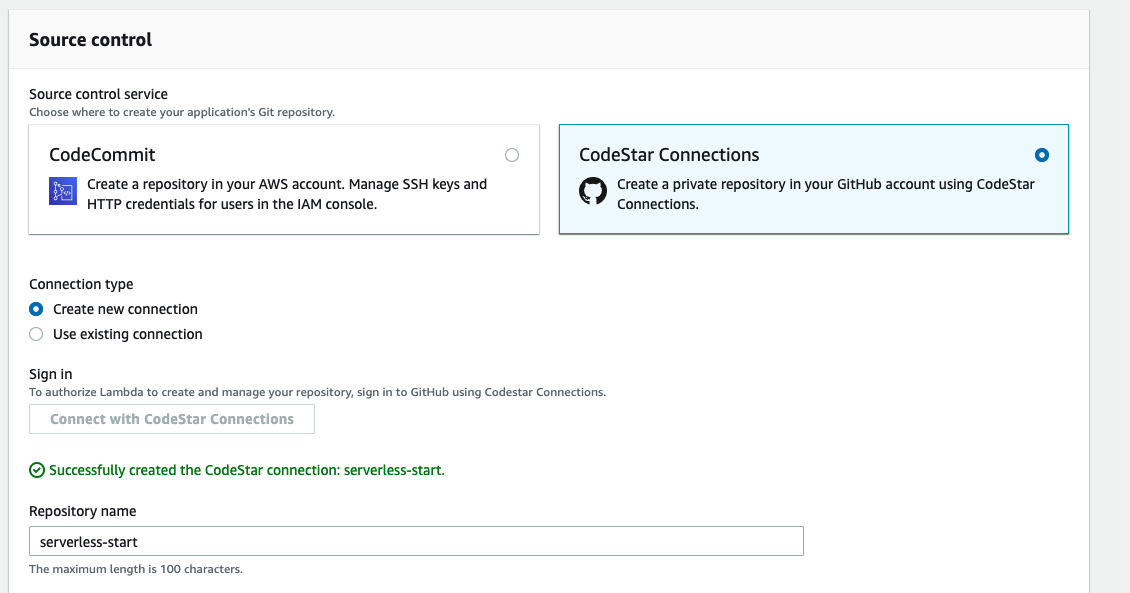 Source control
Source control service
Choose where to create your application's Git repository.
CodeCommit
Create a repository in your AWS account. Manage SSH keys and
HTTP credentials for users in the IAM console.
CodeStar Connections
Create a private repository in your GitHub account using CodeStar
Connections.
Connection type
Create new connection
Use existing connection
Sign in
To authorize Lambda to create and manage your repository, sign in to GitHub using Codestar Connections.
Connect with CodeStar Connections
Successfully created the CodeStar connection: serverless-start.
Repository name
serverless-start
The maximum length is 100 characters.